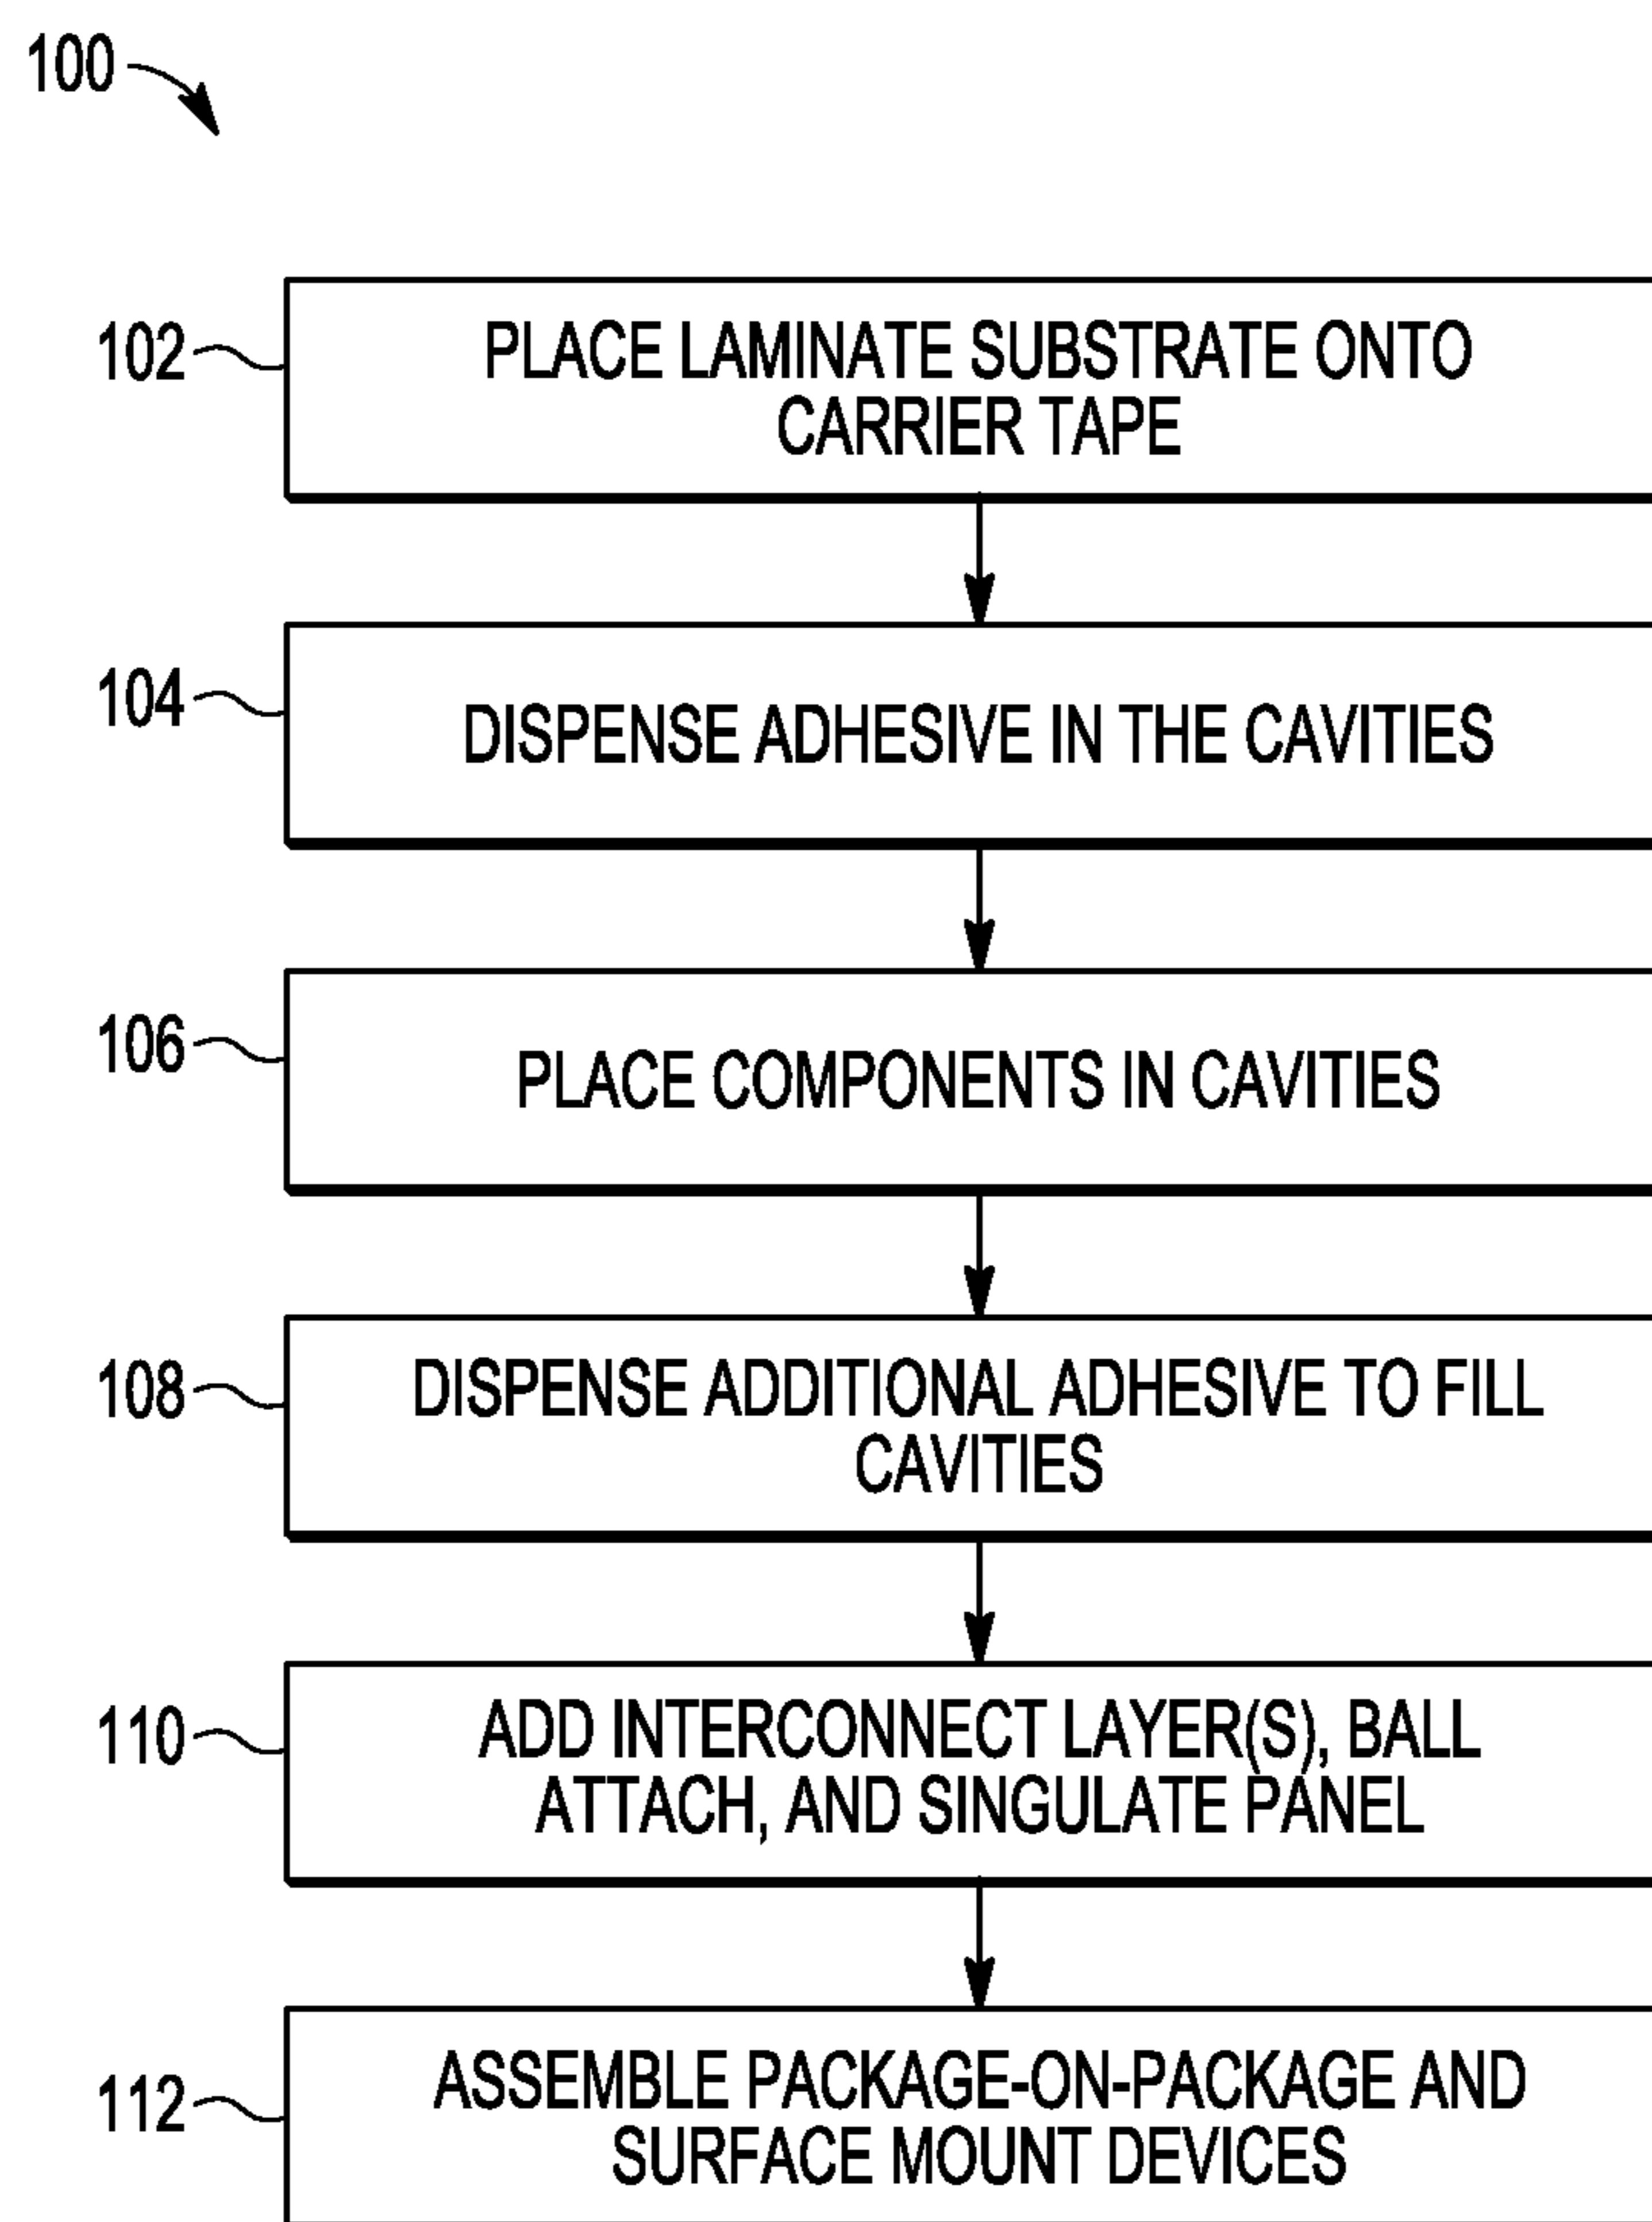 100
102
PLACE LAMINATE SUBSTRATE ONTO
CARRIER TAPE
104
DISPENSE ADHESIVE IN THE CAVITIES
106
PLACE COMPONENTS IN CAVITIES
108
DISPENSE ADDITIONAL ADHESIVE TO FILL
CAVITIES
110
ADD INTERCONNECT LAYER(S), BALL
ATTACH, AND SINGULATE PANEL
112
ASSEMBLE PACKAGE-ON-PACKAGE AND
SURFACE MOUNT DEVICES